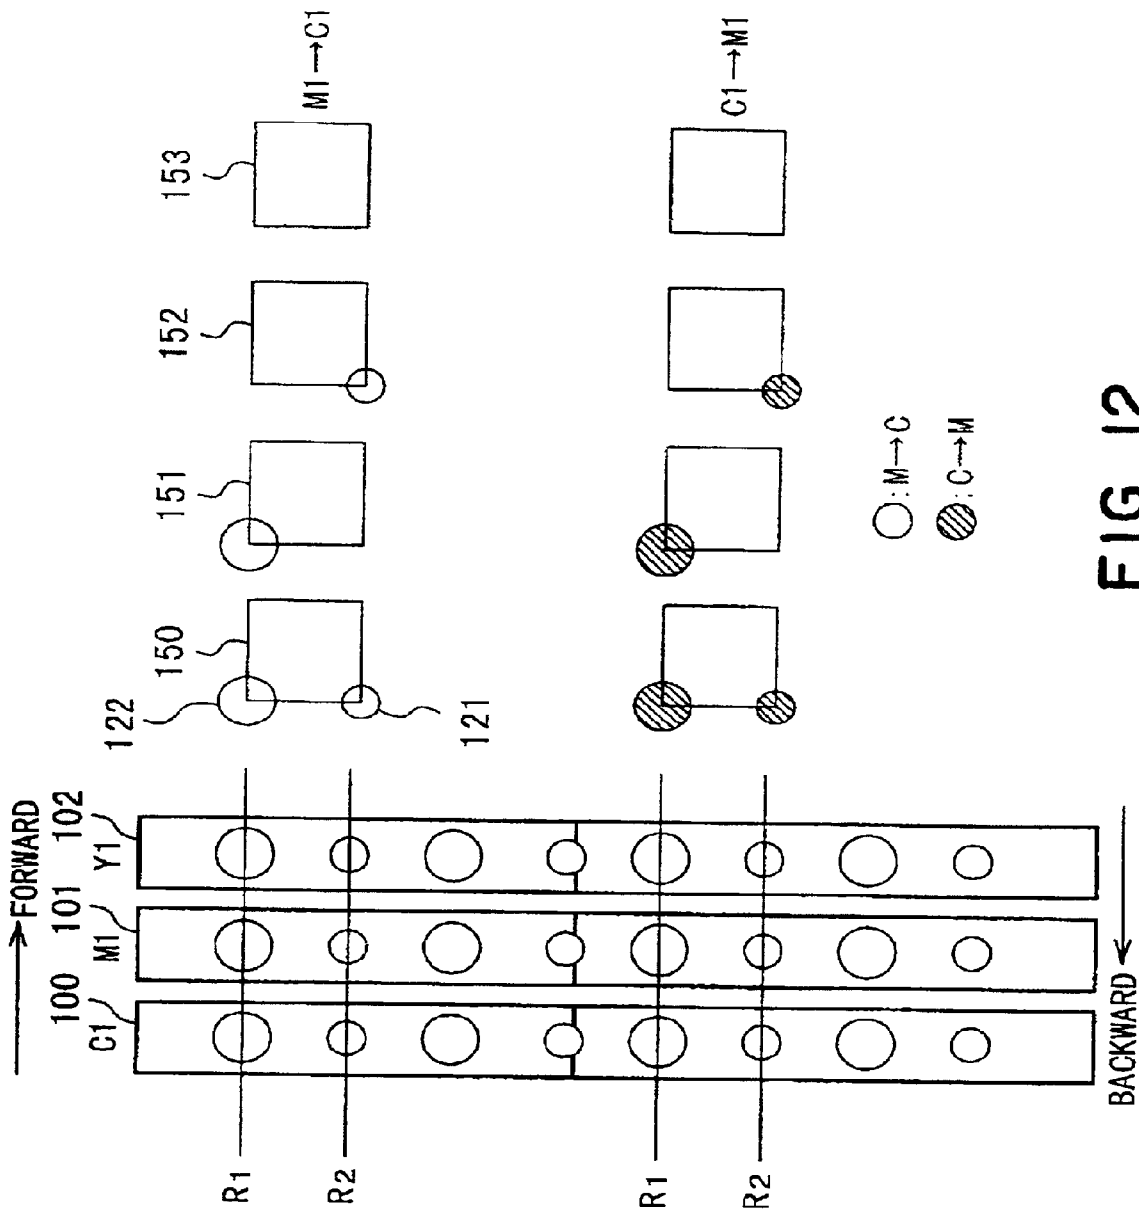 FORWARD
100
101
102
C1
M1
Y1
122
150
151
152
153
121
M1→C1
R1
R2
C1→M1
R1
R2
○:M→C
:C→M
BACKWARD
FIG 12